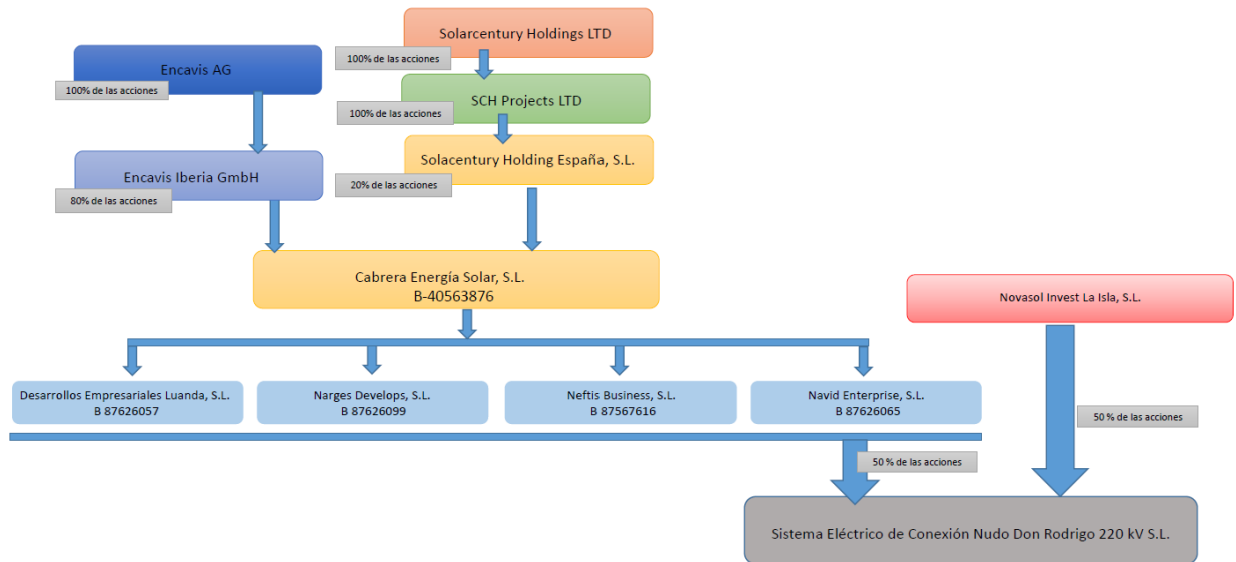 Solarcentury Holdings LTD
100% de las acciones
Encavis AG
100% de las acciones
SCH Projects LTD
100% de las acciones
Encavis Iberia GmbH
80% de las acciones
Solacentury Holding España, S.L.
20% de las acciones
Cabrera Energía Solar, S.L.
B-40563876
Novasol Invest La Isla, S.L.
Desarrollos Empresariales Luanda, S.L.
B 87626057
Narges Develops, S.L.
B 87626099
Neftis Business, S.L.
B 87567616
Navid Enterprise, S.L.
B 87626065
50 % de las acciones
50 % de las acciones
Sistema Eléctrico de Conexión Nudo Don Rodrigo 220 kV S.L.